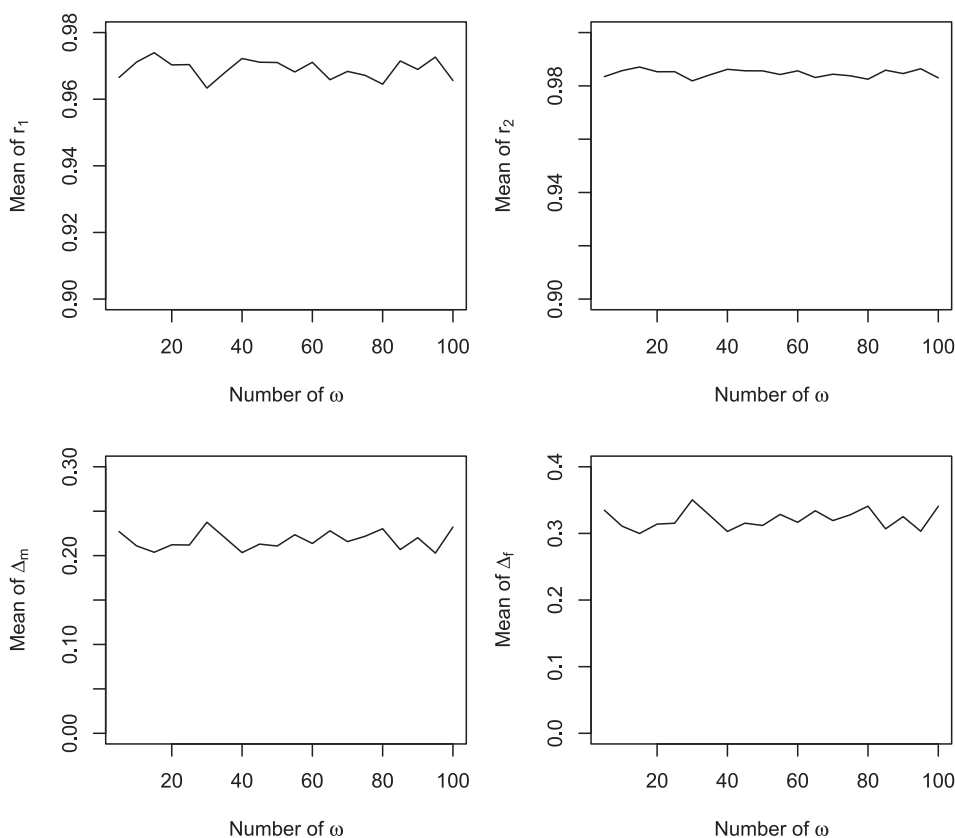 Mean of r1
0.98
0.96
0.94
0.92
0.90
20 40 60 80 100
Number of ω
Mean of r2
0.98
0.94
0.90
20 40 60 80 100
Number of ω
Mean of Δm
0.30
0.20
0.10
0.00
20 40 60 80 100
Number of ω
Mean of Δf
0.4
0.3
0.2
0.1
0.0
20 40 60 80 100
Number of ω